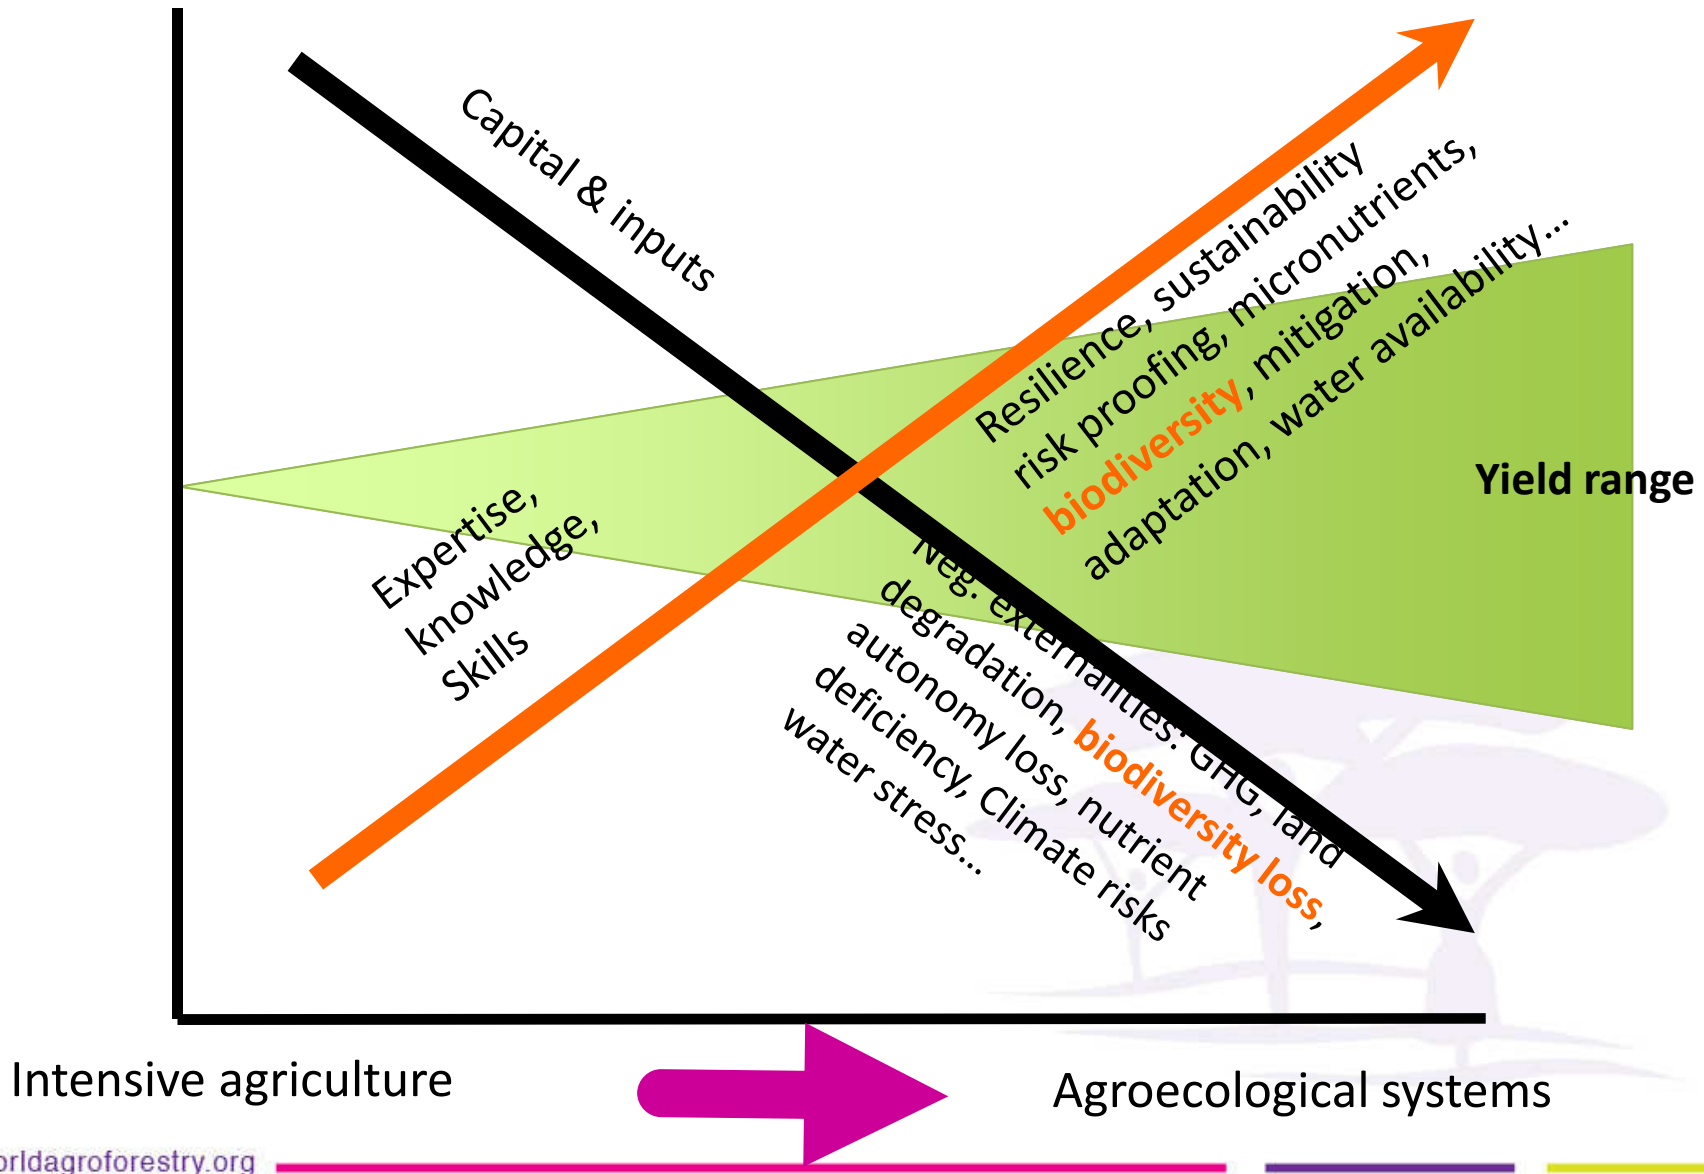 Capital & inputs
Resilience, sustainability
risk proofing, micronutrients,
biodiversity, mitigation,
adaptation, water availability...
Yield range
Expertise,
knowledge,
Skills
Neg. externalities: GHG, land
degradation, biodiversity loss,
autonomy loss, nutrient
deficiency, Climate risks
water stress...
Intensive agriculture
Agroecological systems
orldagroforestry.org